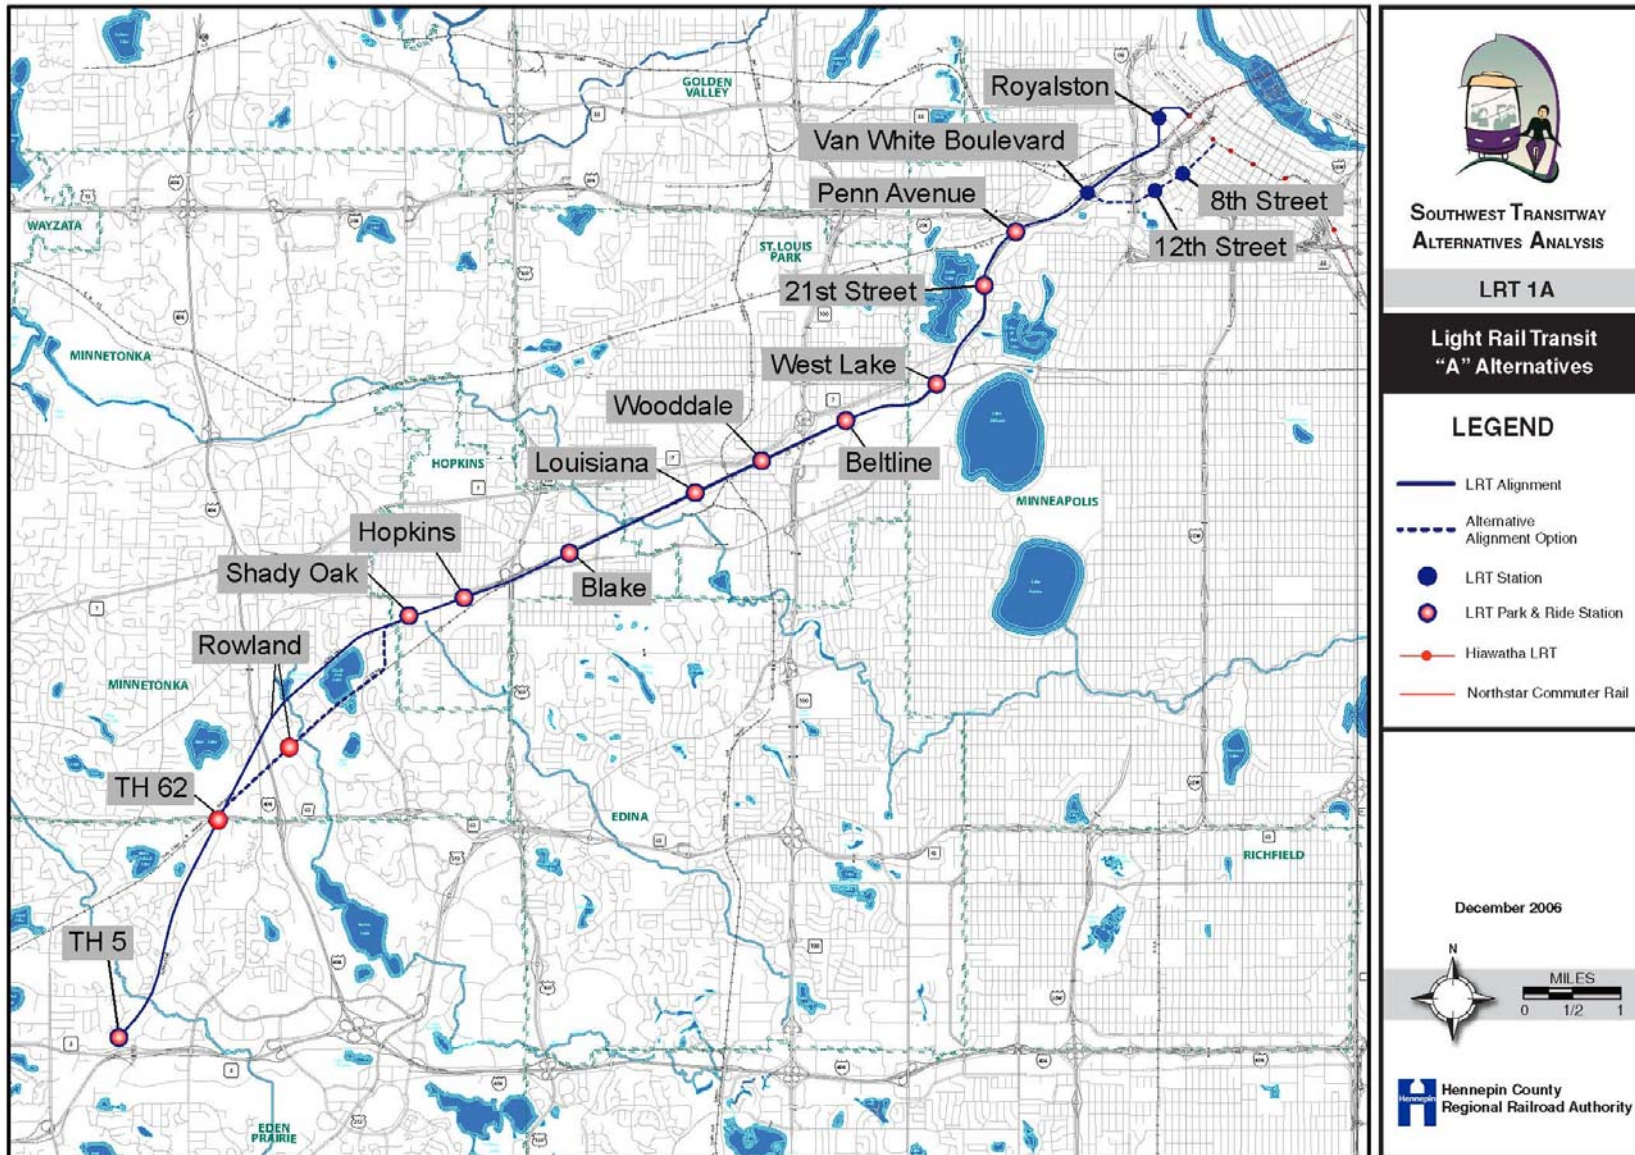 GOLDEN
VALLEY
Royalston
Van White Boulevard
Penn Avenue
8th Street
12th Street
WAYZATA
ST. LOUIS
PARK
21st Street
MINNETONKA
West Lake
Wooddale
HOPKINS
Louisiana
Beltline
MINNEAPOLIS
Hopkins
Shady Oak
Blake
Rowland
MINNETONKA
TH 62
EDINA
RICHFIELD
TH 5
EDEN
PRAIRIE
SOUTHWEST TRANSITWAY
ALTERNATIVES ANALYSIS
LRT 1A
Light Rail Transit
“A” Alternatives
LEGEND
LRT Alignment
Alternative
Alignment Option
LRT Station
LRT Park & Ride Station
Hiawatha LRT
Northstar Commuter Rail
December 2006
N
MILES
0 1/2 1
Hennepin
Hennepin County
Regional Railroad Authority